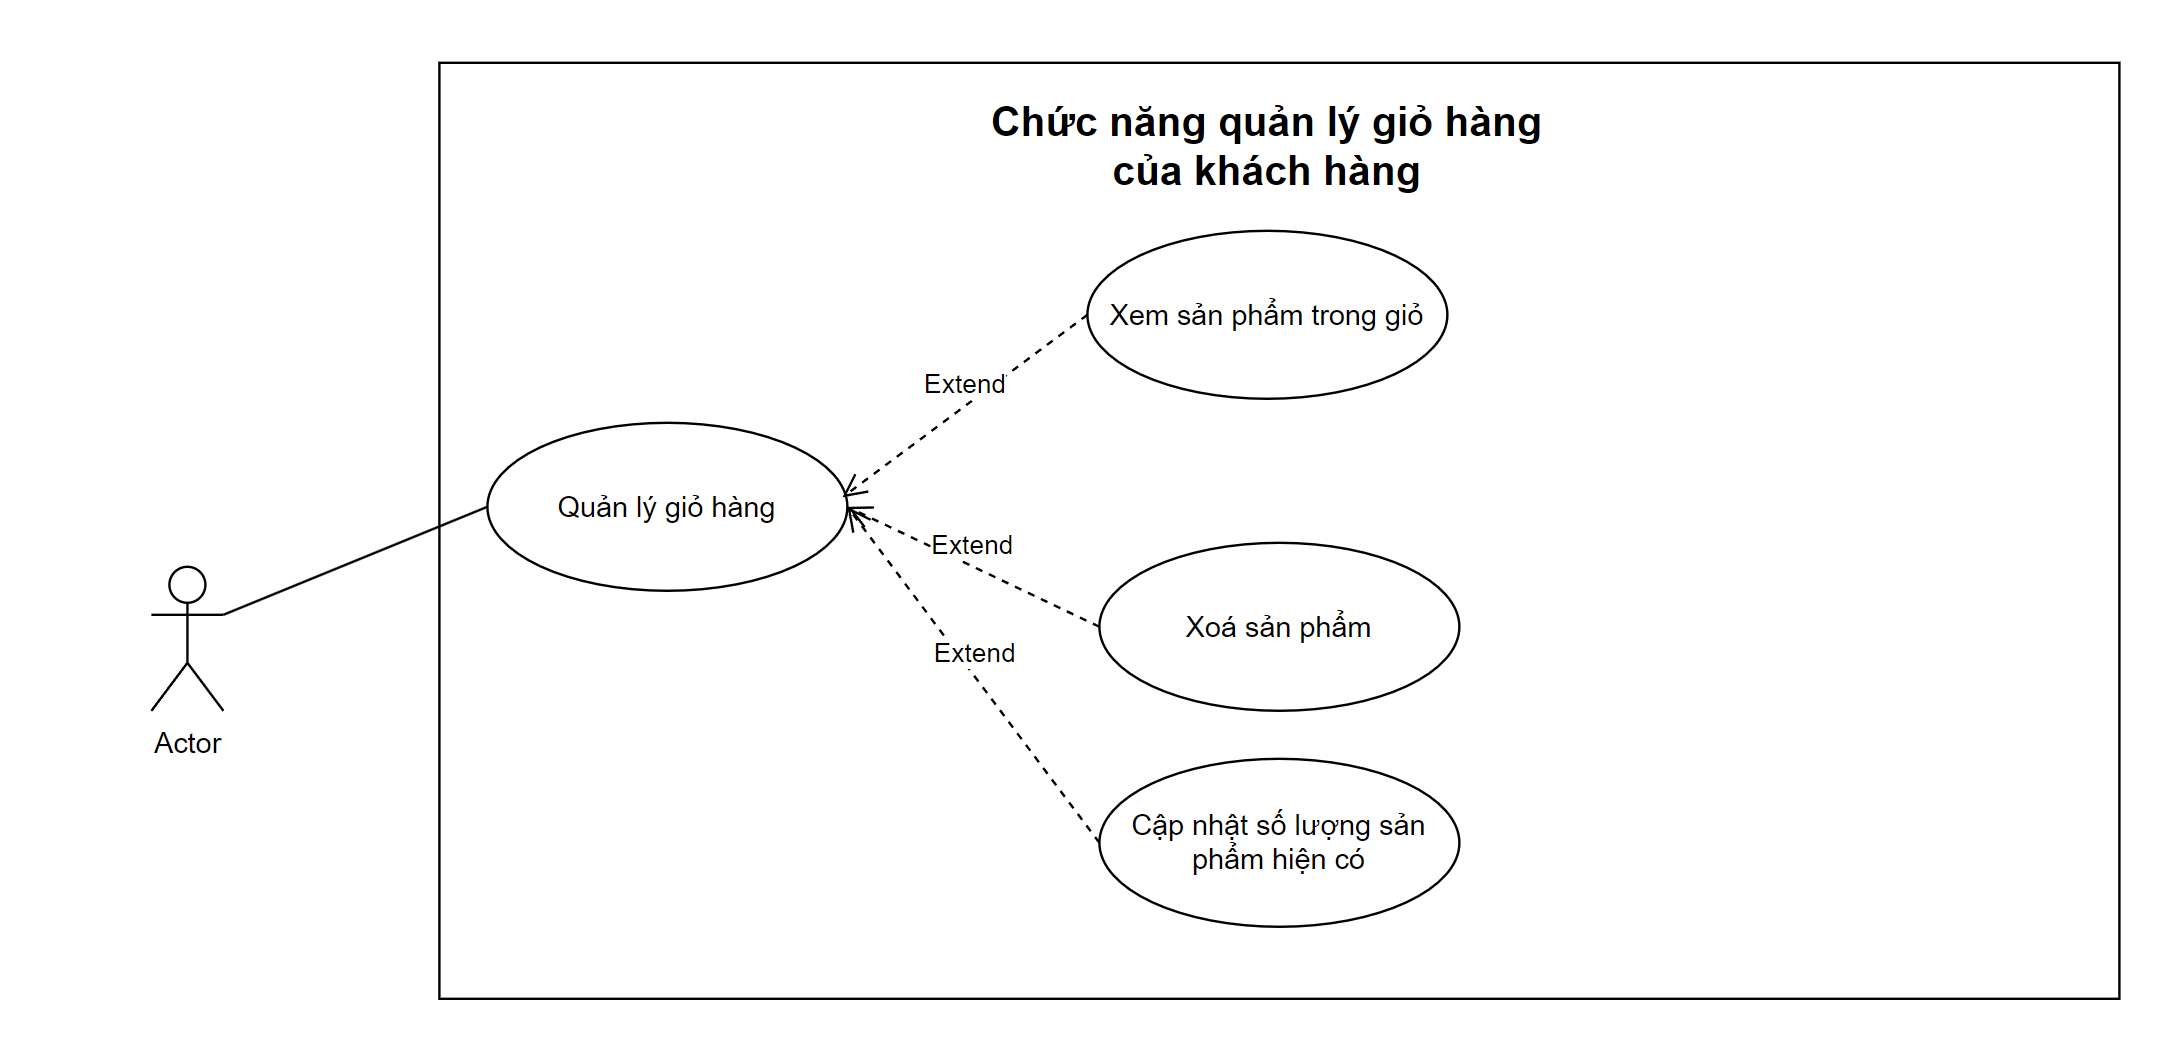 Chức năng quản lý giỏ hàng
của khách hàng
Xem sản phẩm trong giỏ
Extend
Quản lý giỏ hàng
Extend
Xoá sản phẩm
Extend
Actor
Cập nhật số lượng sản
phẩm hiện có